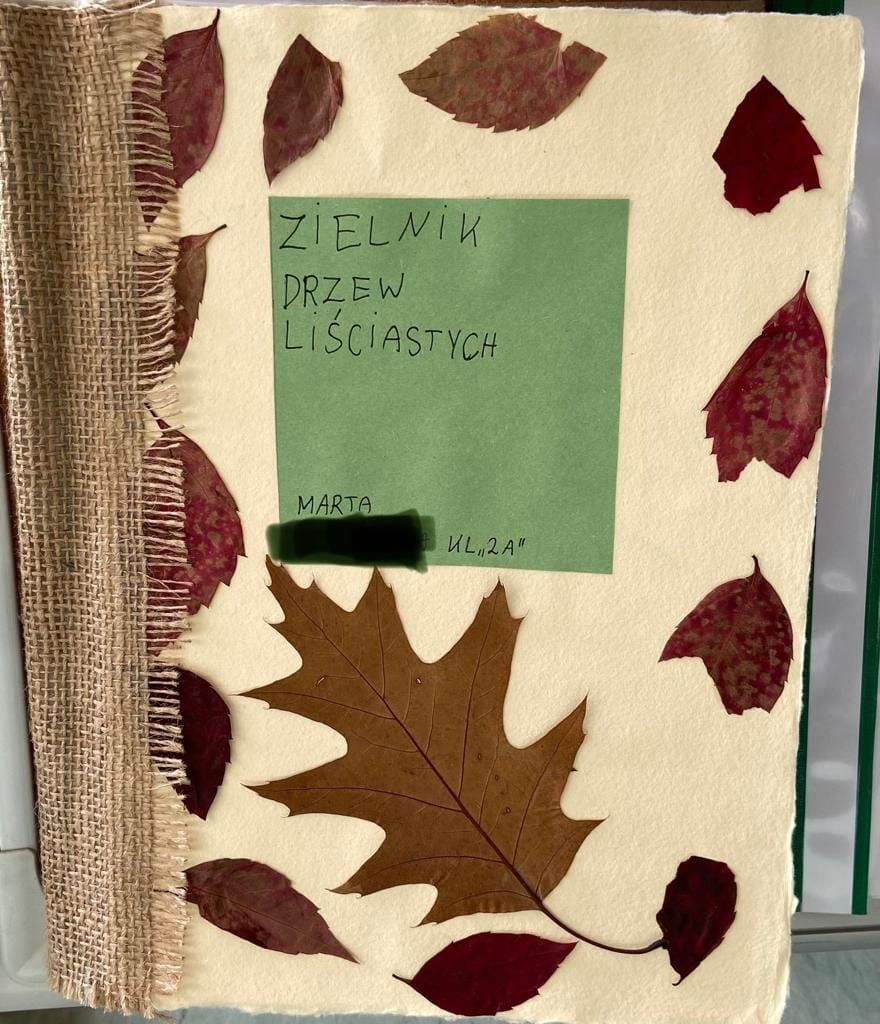 ZIELNIK
DRZEW
LIŚCIASTYCH
MARTA
KL„2A”